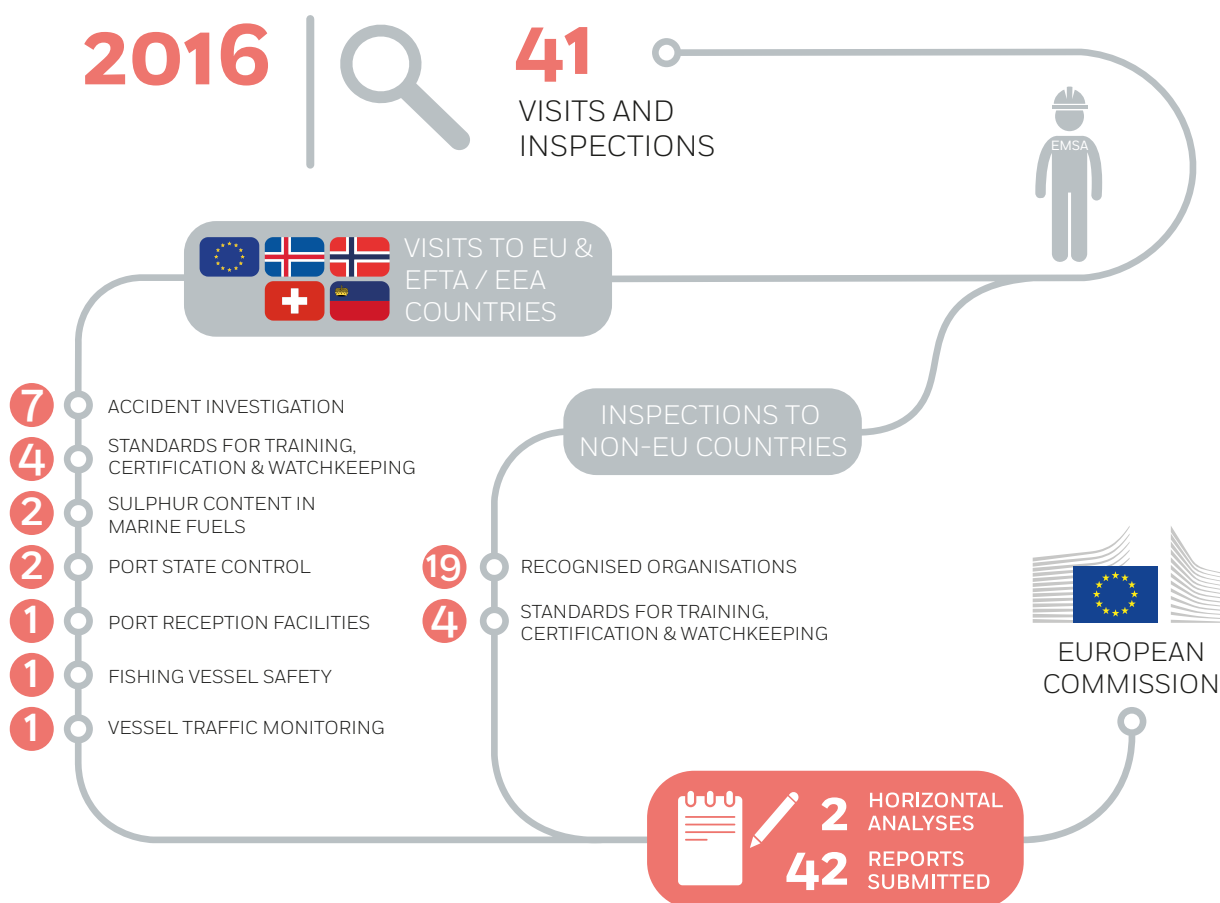 2016
41
VISITS AND
INSPECTIONS
EMSA
VISITS TO EU &
EFTA / EEA
COUNTRIES
7
ACCIDENT INVESTIGATION
4
STANDARDS FOR TRAINING,
CERTIFICATION & WATCHKEEPING
2
SULPHUR CONTENT IN
MARINE FUELS
2
PORT STATE CONTROL
1
PORT RECEPTION FACILITIES
1
FISHING VESSEL SAFETY
1
VESSEL TRAFFIC MONITORING
INSPECTIONS TO
NON-EU COUNTRIES
19
RECOGNISED ORGANISATIONS
4
STANDARDS FOR TRAINING,
CERTIFICATION & WATCHKEEPING
2
HORIZONTAL
ANALYSES
42
REPORTS
SUBMITTED
EUROPEAN
COMMISSION